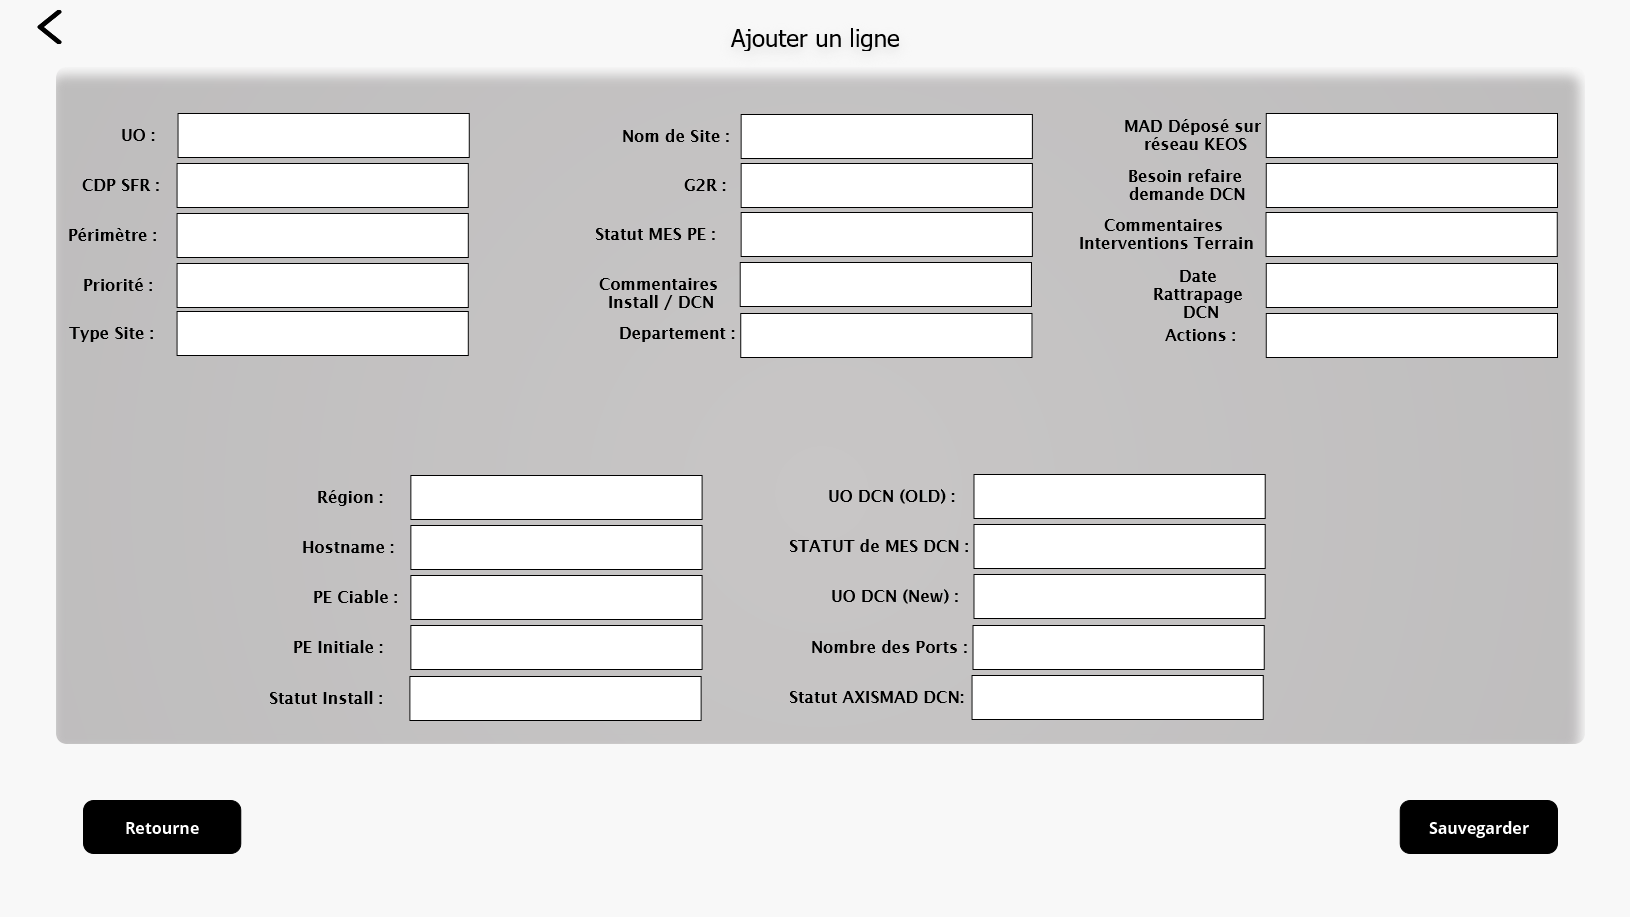 Ajouter un ligne
UO :
CDP SFR :
Périmètre :
Priorité :
Type Site :
Nom de Site :
G2R :
Statut MES PE :
Commentaires
Install / DCN
Departement :
MAD Déposé sur
réseau KEOS
Besoin refaire
demande DCN
Commentaires
Interventions Terrain
Date
Rattrapage
DCN
Actions :
Région :
Hostname :
PE Ciable :
PE Initiale :
Statut Install :
UO DCN (OLD) :
STATUT de MES DCN :
UO DCN (New) :
Nombre des Ports :
Statut AXISMAD DCN:
Retourne
Sauvegarder